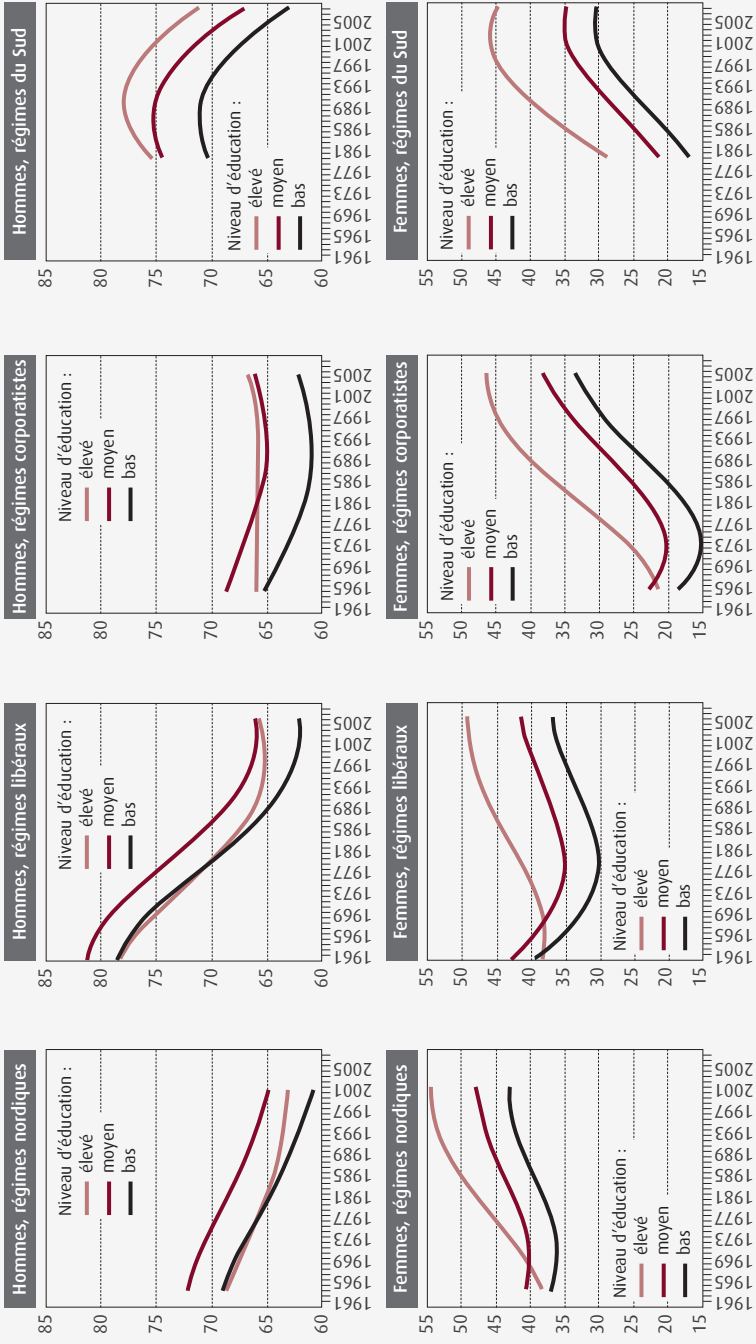 Hommes, régimes nordiques
85
80
75
70
65
60
Niveau d'éducation :
élevé
moyen
bas
1961 1965 1969 1973 1977 1981 1985 1989 1993 1997 2001 2005
Hommes, régimes libéraux
85
80
75
70
65
60
Niveau d'éducation :
élevé
moyen
bas
1961 1965 1969 1973 1977 1981 1985 1989 1993 1997 2001 2005
Hommes, régimes corporatistes
85
80
75
70
65
60
Niveau d'éducation :
élevé
moyen
bas
1961 1965 1969 1973 1977 1981 1985 1989 1993 1997 2001 2005
Hommes, régimes du Sud
85
80
75
70
65
60
Niveau d'éducation :
élevé
moyen
bas
1961 1965 1969 1973 1977 1981 1985 1989 1993 1997 2001 2005
Femmes, régimes nordiques
55
50
45
40
35
30
25
20
15
Niveau d'éducation :
élevé
moyen
bas
1961 1965 1969 1973 1977 1981 1985 1989 1993 1997 2001 2005
Femmes, régimes libéraux
55
50
45
40
35
30
25
20
15
Niveau d'éducation :
élevé
moyen
bas
1961 1965 1969 1973 1977 1981 1985 1989 1993 1997 2001 2005
Femmes, régimes corporatistes
55
50
45
40
35
30
25
20
15
Niveau d'éducation :
élevé
moyen
bas
1961 1965 1969 1973 1977 1981 1985 1989 1993 1997 2001 2005
Femmes, régimes du Sud
55
50
45
40
35
30
25
20
15
Niveau d'éducation :
élevé
moyen
bas
1961 1965 1969 1973 1977 1981 1985 1989 1993 1997 2001 2005